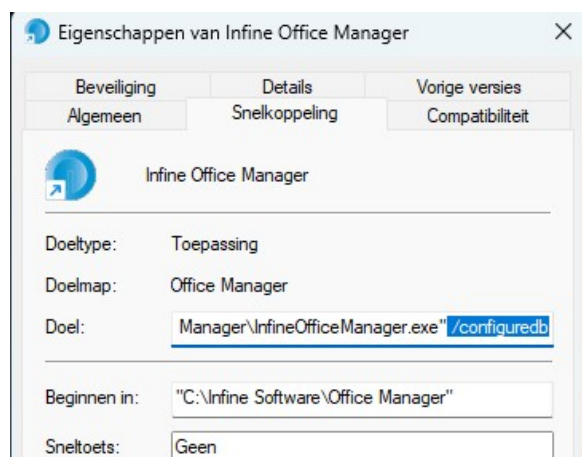 Eigenschappen van Infine Office Manager
Beveiliging Details Vorige versies
Algemeen Snelkoppeling Compatibiliteit
Infine Office Manager
Doeltype: Toepassing
Doelmap: Office Manager
Doel: Manager\InfineOfficeManager.exe" /configuredb
Beginnen in: "C:\Infine Software\Office Manager"
Sneltoets: Geen